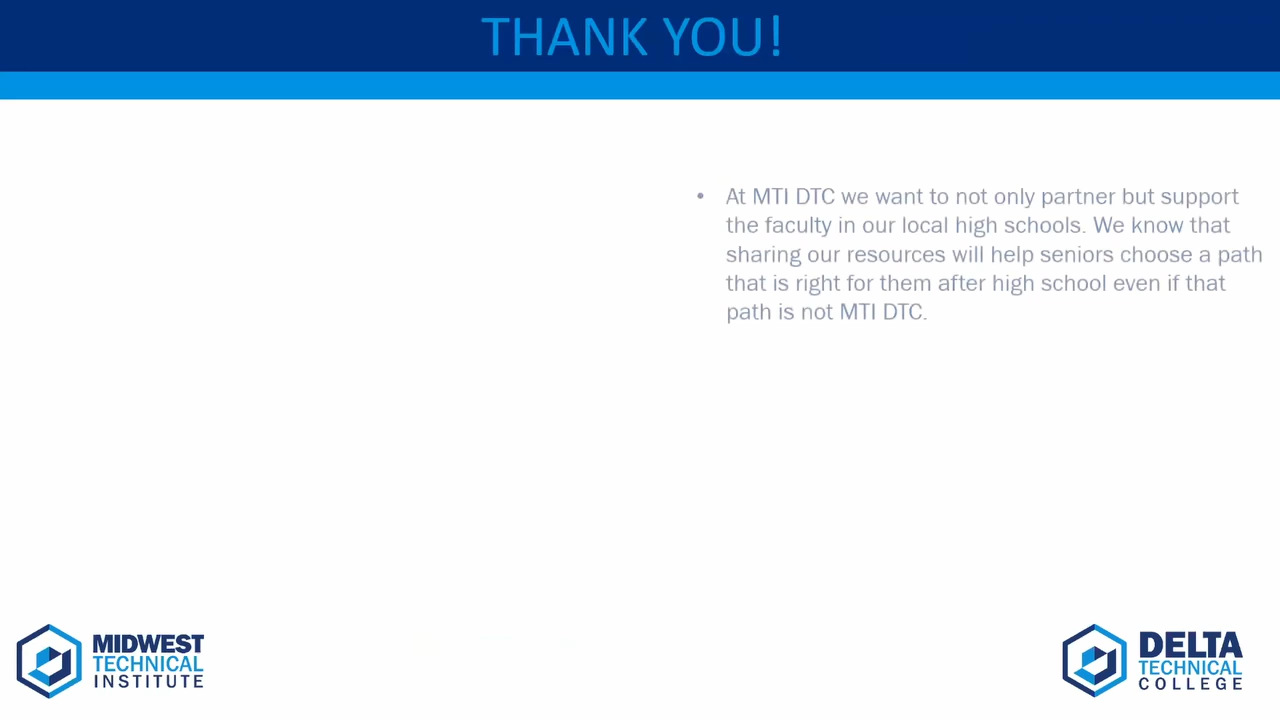 THANK YOU!
• At MTI DTC we want to not only partner but support
the faculty in our local high schools. We know that
sharing our resources will help seniors choose a path
that is right for them after high school even if that
path is not MTI DTC.
MIDWEST
TECHNICAL
INSTITUTE
DELTA
TECHNICAL
COLLEGE